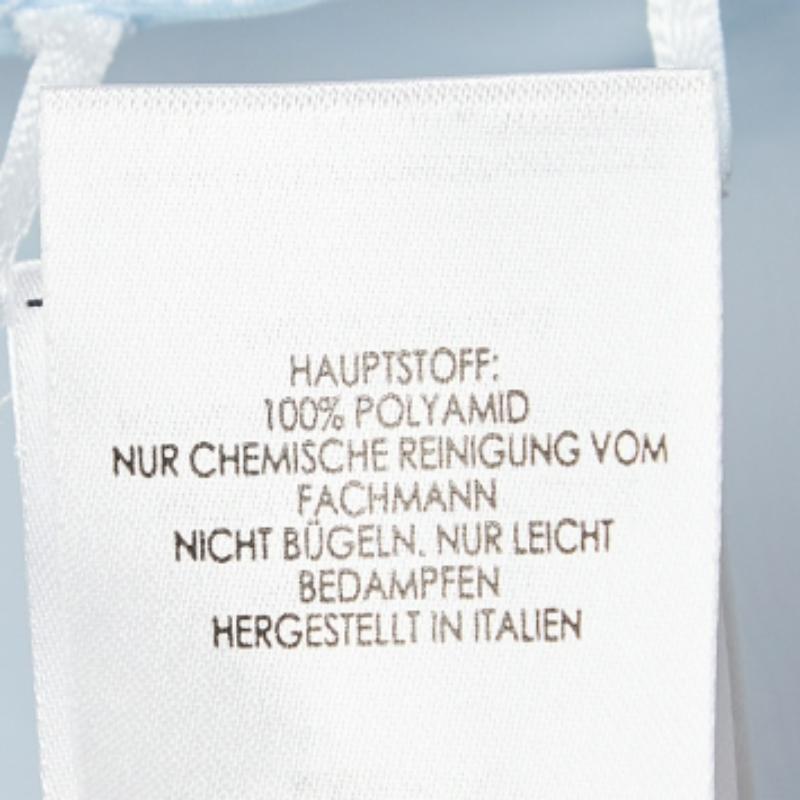 HAUPTSTOFF:
100% POLYAMID
NUR CHEMISCHE REINIGUNG VOM
FACHMANN
NICHT BÜGELN. NUR LEICHT
BEDAMPFEN
HERGESTELLT IN ITALIEN